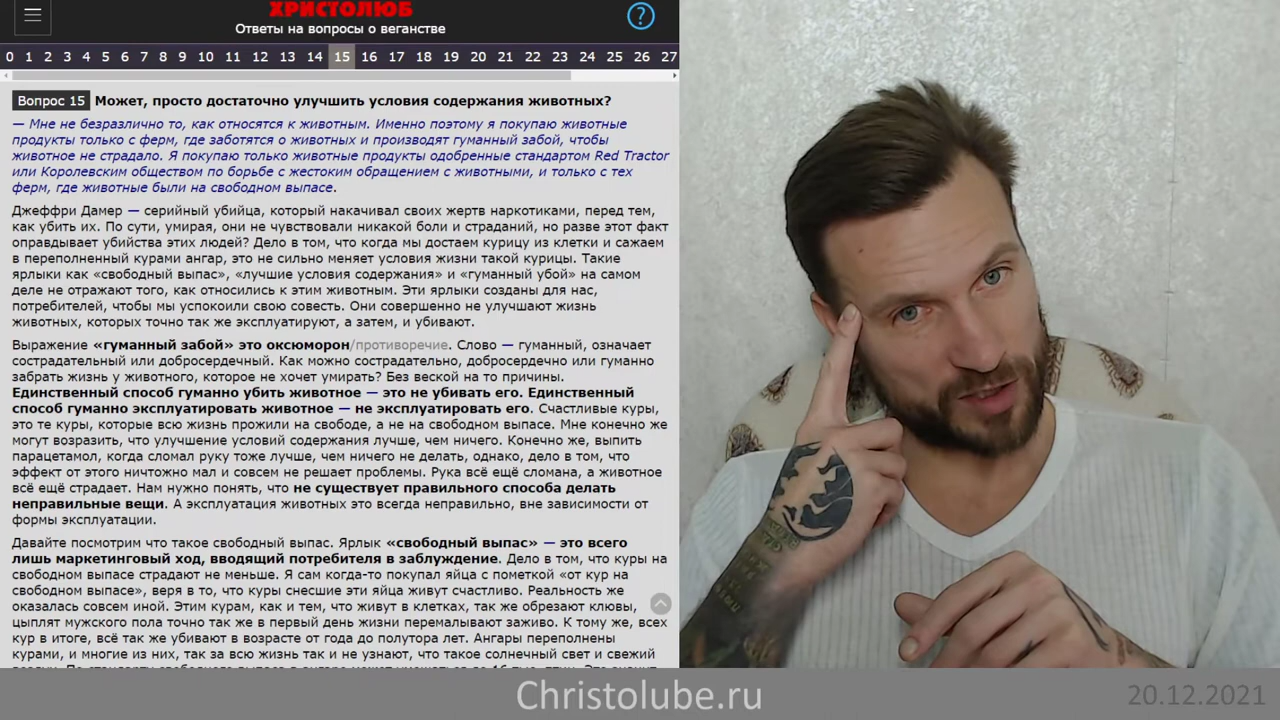 ХРИСТОЛЮБ
Ответы на вопросы о веганстве
?
0 1 2 3 4 5 6 7 8 9 10 11 12 13 14 15 16 17 18 19 20 21 22 23 24 25 26 27
Вопрос 15 Может, просто достаточно улучшить условия содержания животных?
— Мне не безразлично то, как относятся к животным. Именно поэтому я покупаю животные
продукты только с ферм, где заботятся о животных и производят гуманный забой, чтобы
животное не страдало. Я покупаю только животные продукты одобренные стандартом Red Tractor
или Королевским обществом по борьбе с жестоким обращением с животными, и только с тех
ферм, где животные были на свободном выпасе.
Джеффри Дамер — серийный убийца, который накачивал своих жертв наркотиками, перед тем,
как убить их. По сути, умирая, они не чувствовали никакой боли и страданий, но разве этот факт
оправдывает убийства этих людей? Дело в том, что когда мы достаем курицу из клетки и сажаем
в переполненный курами ангар, это не сильно меняет условия жизни такой курицы. Такие
ярлыки как «свободный выпас», «лучшие условия содержания» и «гуманный убой» на самом
деле не отражают того, как относились к этим животным. Эти ярлыки созданы для нас,
потребителей, чтобы мы успокоили свою совесть. Они совершенно не улучшают жизнь
животных, которых точно так же эксплуатируют, а затем, и убивают.
Выражение «гуманный забой» это оксюморон/противоречие. Слово — гуманный, означает
сострадательный или добросердечный. Как можно сострадательно, добросердечно или гуманно
забрать жизнь у животного, которое не хочет умирать? Без веской на то причины.
Единственный способ гуманно убить животное — это не убивать его. Единственный
способ гуманно эксплуатировать животное — не эксплуатировать его. Счастливые куры,
это те куры, которые всю жизнь прожили на свободе, а не на свободном выпасе. Мне конечно же
могут возразить, что улучшение условий содержания лучше, чем ничего. Конечно же, выпить
парацетамол, когда сломал руку тоже лучше, чем ничего не делать, однако, дело в том, что
эффект от этого ничтожно мал и совсем не решает проблемы. Рука всё ещё сломана, а животное
всё ещё страдает. Нам нужно понять, что не существует правильного способа делать
неправильные вещи. А эксплуатация животных это всегда неправильно, вне зависимости от
формы эксплуатации.
Давайте посмотрим что такое свободный выпас. Ярлык «свободный выпас» — это всего
лишь маркетинговый ход, вводящий потребителя в заблуждение. Дело в том, что куры на
свободном выпасе страдают не меньше. Я сам когда-то покупал яйца с пометкой «от кур на
свободном выпасе», веря в то, что куры снесшие эти яйца живут счастливо. Реальность же
оказалась совсем иной. Этим курам, как и тем, что живут в клетках, так же обрезают клювы,
цыплят мужского пола точно так же в первый день жизни перемалывают заживо. К тому же, всех
кур в итоге, всё так же убивают в возрасте от года до полутора лет. Ангары переполнены
курами, и многие из них, так за всю жизнь так и не узнают, что такое солнечный свет и свежий
Christolube.ru
20.12.2021